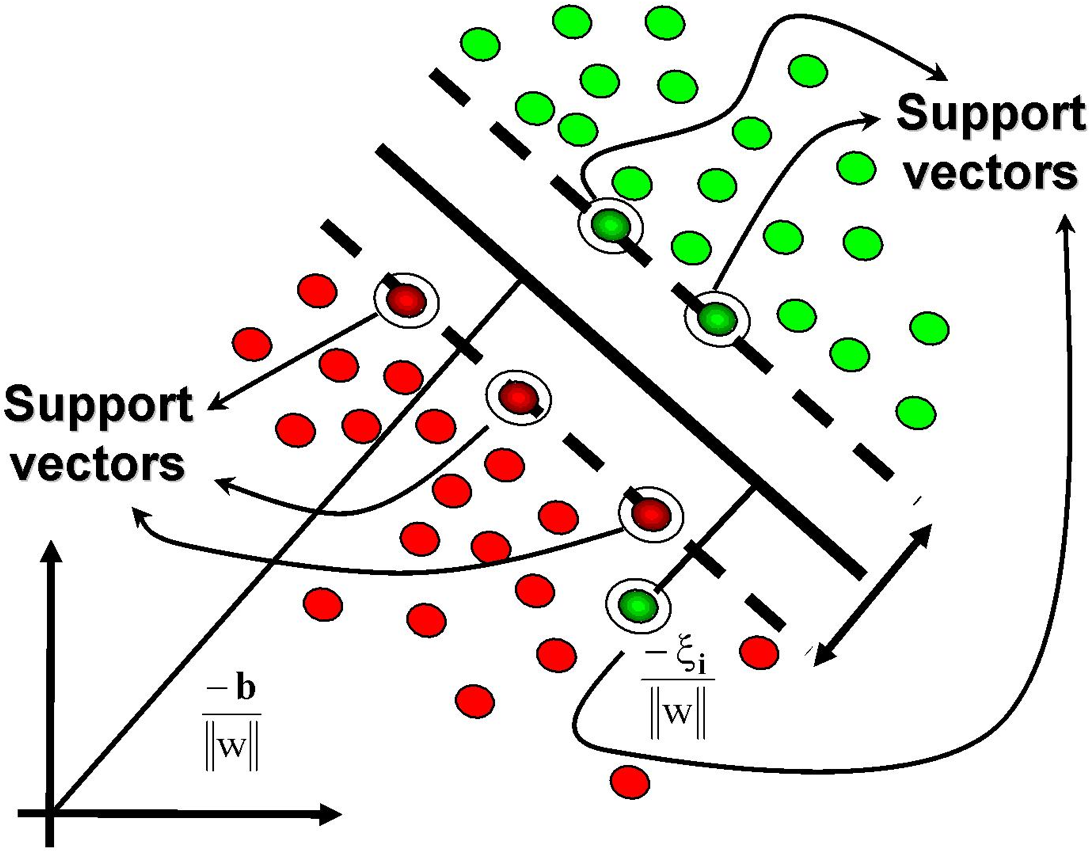 Support
vectors
Support
vectors
−b
‖w‖
−ξi
‖w‖